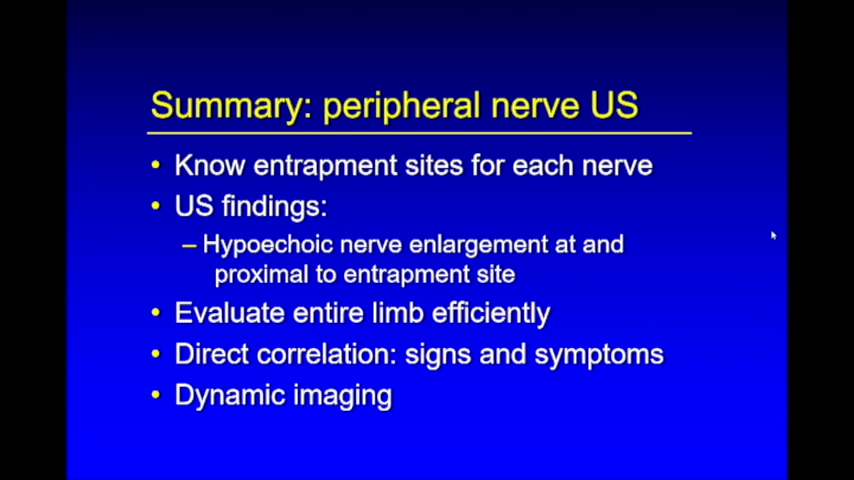 Summary: peripheral nerve US
• Know entrapment sites for each nerve
• US findings:
– Hypoechoic nerve enlargement at and
proximal to entrapment site
• Evaluate entire limb efficiently
• Direct correlation: signs and symptoms
• Dynamic imaging